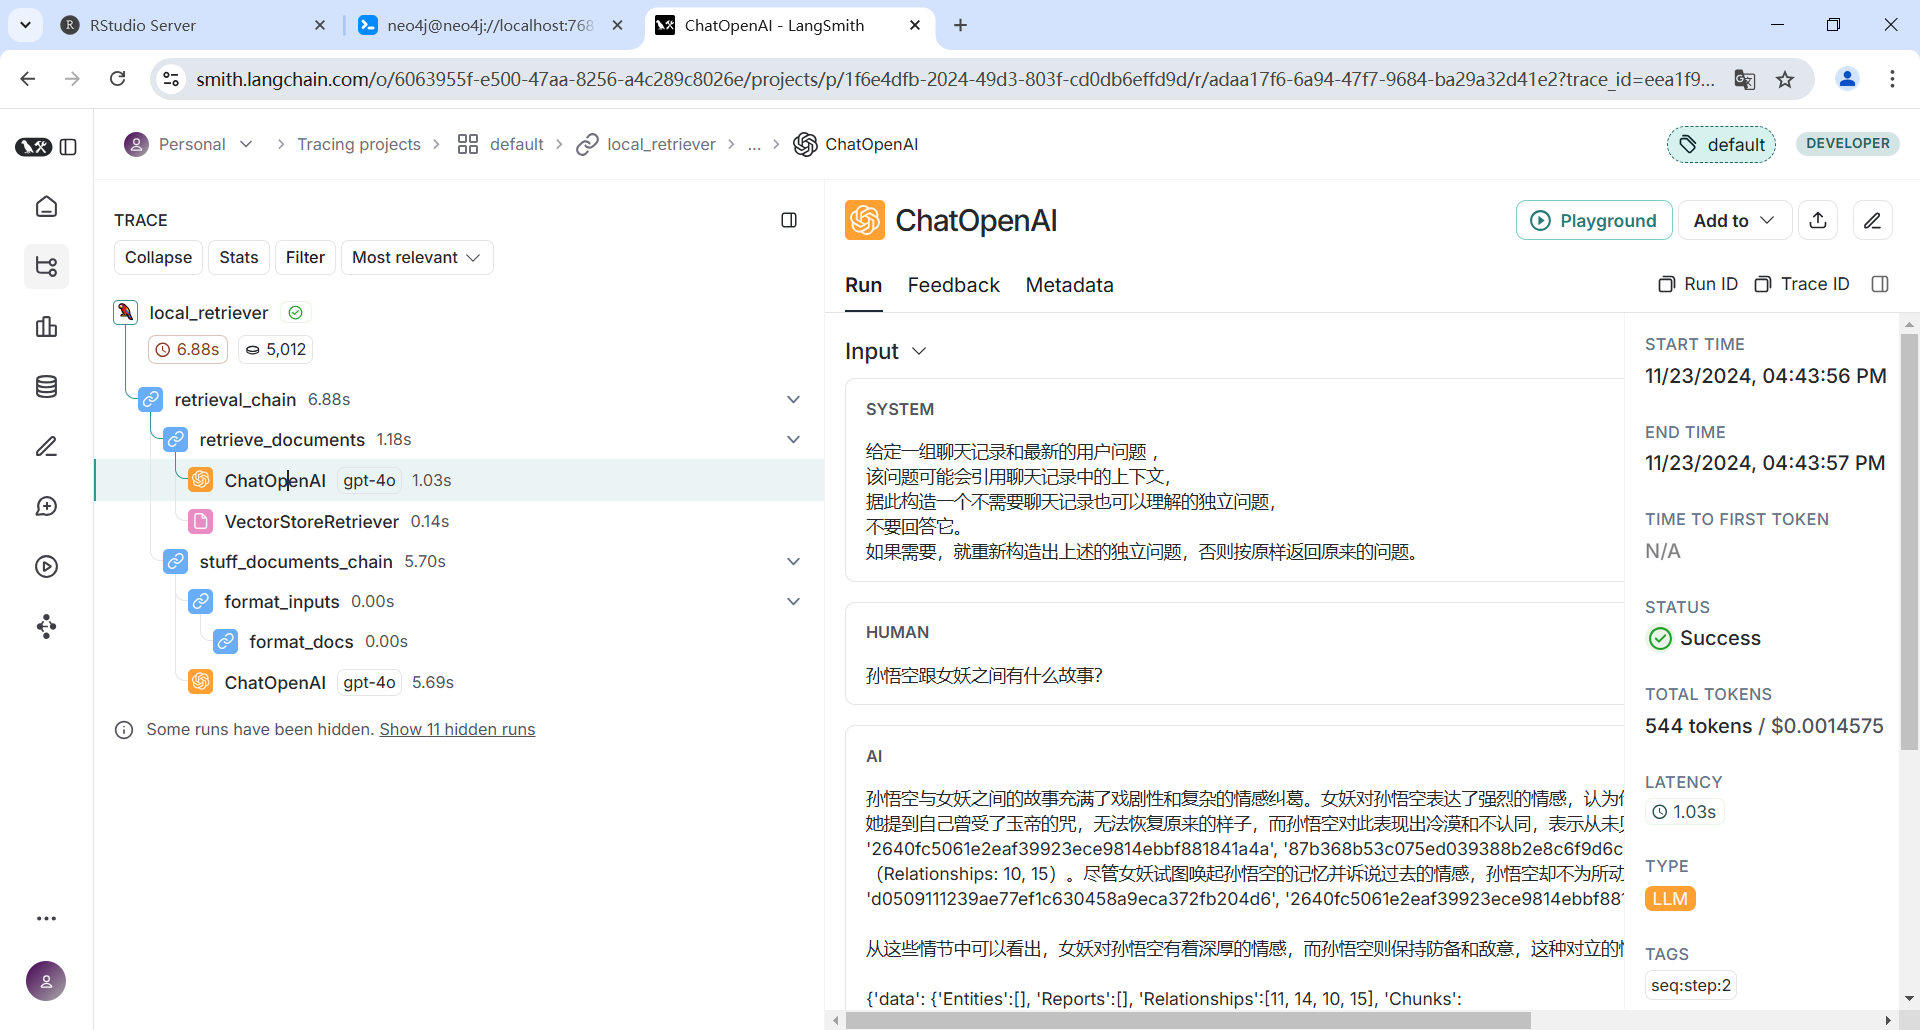 RStudio Server
neo4j@neo4j://localhost:768
ChatOpenAI - LangSmith
smith.langchain.com/o/6063955f-e500-47aa-8256-a4c289c8026e/projects/p/1f6e4dfb-2024-49d3-803f-cd0db6effd9d/r/adaa17f6-6a94-47f7-9684-ba29a32d41e2?trace_id=eea1f9...
Personal > Tracing projects > default > local_retriever > ... > ChatOpenAI
default
DEVELOPER
TRACE
Collapse Stats Filter Most relevant
local_retriever
6.88s 5,012
retrieval_chain 6.88s
retrieve_documents 1.18s
ChatOpenAI gpt-4o 1.03s
VectorStoreRetriever 0.14s
stuff_documents_chain 5.70s
format_inputs 0.00s
format_docs 0.00s
ChatOpenAI gpt-4o 5.69s
Some runs have been hidden. Show 11 hidden runs
ChatOpenAI
Playground Add to
Run Feedback Metadata
Run ID Trace ID
Input
SYSTEM
给定一组聊天记录和最新的用户问题，
该问题可能会引用聊天记录中的上下文，
据此构造一个不需要聊天记录也可以理解的独立问题，
不要回答它。
如果需要，就重新构造出上述的独立问题，否则按原样返回原来的问题。
HUMAN
孙悟空跟女妖之间有什么故事?
AI
孙悟空与女妖之间的故事充满了戏剧性和复杂的情感纠葛。女妖对孙悟空表达了强烈的情感，认为
她提到自己曾受了玉帝的咒，无法恢复原来的样子，而孙悟空对此表现出冷漠和不认同，表示从未
'2640fc5061e2eaf39923ece9814ebbf881841a4a', '87b368b53c075ed039388b2e8c6f9d6c
（Relationships: 10, 15）。尽管女妖试图唤起孙悟空的记忆并诉说过去的情感，孙悟空却不为所动
'd0509111239ae77ef1c630458a9eca372fb204d6', '2640fc5061e2eaf39923ece9814ebbf88
从这些情节中可以看出，女妖对孙悟空有着深厚的情感，而孙悟空则保持防备和敌意，这种对立的
{'data': {'Entities':[], 'Reports':[], 'Relationships':[11, 14, 10, 15], 'Chunks':
START TIME
11/23/2024, 04:43:56 PM
END TIME
11/23/2024, 04:43:57 PM
TIME TO FIRST TOKEN
N/A
STATUS
Success
TOTAL TOKENS
544 tokens / $0.0014575
LATENCY
1.03s
TYPE
LLM
TAGS
seq:step:2